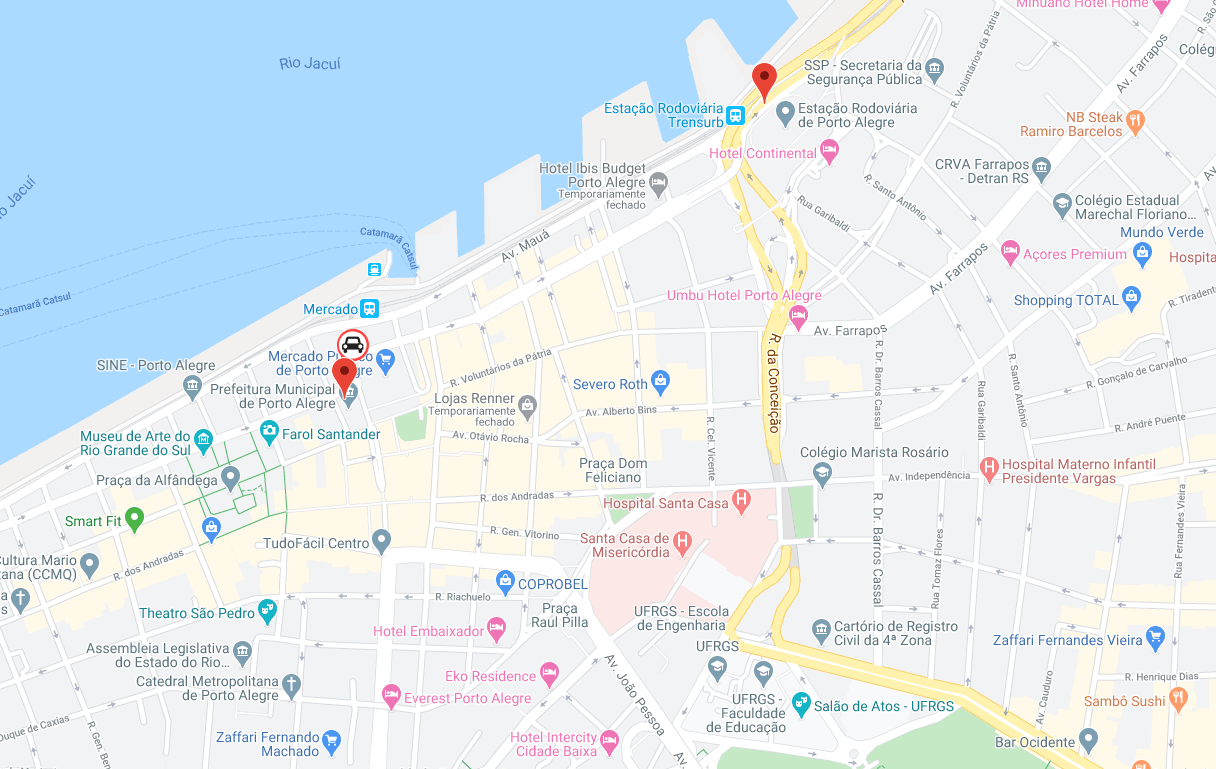 Minuano Hotel Home
Rio Jacuí
R. Voluntários da Pátria
Av. Farrapos
Colég
SSP - Secretaria da
Segurança Pública
Estação Rodoviária
Trensurb
Estação Rodoviária
de Porto Alegre
NB Steak
Ramiro Barcelos
Hotel Continental
Hotel Ibis Budget
Porto Alegre
Temporariamente
fechado
CRVA Farrapos
- Detran RS
R. Santo Antônio
Colégio Estadual
Marechal Floriano...
Rua Garibaldi
o Jacuí
Catamarã Catsul
Av. Mauá
Mundo Verde
Açores Premium
Hospita
Av. Farrapos
Catamarã Catsul
Mercado
Umbu Hotel Porto Alegre
Shopping TOTAL
R. Tiradent
Av. Farrapos
Mercado P
o
de Porto Alegre
SINE - Porto Alegre
R. Voluntários da Pátria
R. da Conceição
R. Dr. Barros Cassal
R. Santo Antônio
R. Gonçalo de Carvalho
Prefeitura Municipal
de Porto Alegre
Severo Roth
Rua Garibaldi
Lojas Renner
Temporariamente
fechado
Av. Alberto Bins
R. Cel. Vicente
R. André Puente
Museu de Arte do
Rio Grande do Sul
Farol Santander
Av. Otávio Rocha
Colégio Marista Rosário
Praça Dom
Feliciano
Praça da Alfândega
Av. Independência
Hospital Materno Infantil
Presidente Vargas
R. dos Andradas
Hospital Santa Casa
Smart Fit
R. Dr. Barros Cassal
Rua Fernandes Vieira
R. Gen. Vitorino
Santa Casa de
Misericórdia
TudoFácil Centro
Cultura Mario
tana (CCMQ)
R. dos Andradas
Rua Tomaz Flores
COPROBEL
R. Riachuelo
Theatro São Pedro
Praça
Raul Pilla
UFRGS - Escola
de Engenharia
Cartório de Registro
Civil da 4ª Zona
Hotel Embaixador
Zaffari Fernandes Vieira
Assembleia Legislativa
do Estado do Rio...
UFRGS
Catedral Metropolitana
de Porto Alegre
Eko Residence
Av. João Pessoa
R. Henrique Dias
Everest Porto Alegre
UFRGS -
Faculdade
de Educação
Salão de Atos - UFRGS
Av. Cauduro
Sambô Sushi
Duque de Caxias
R. Gen.
Zaffari Fernando
Machado
Hotel Intercity
Cidade Baixa
Bar Ocidente